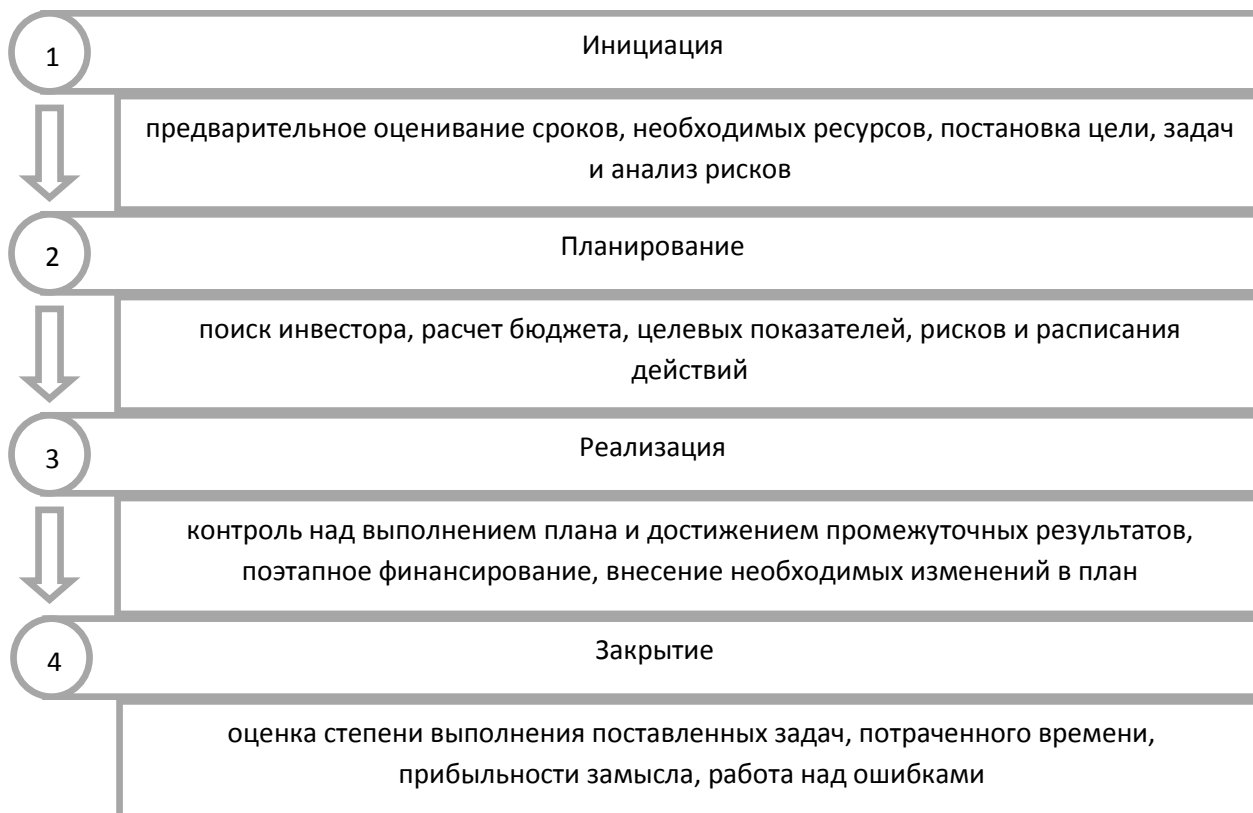 1
Инициация
предварительное оценивание сроков, необходимых ресурсов, постановка цели, задач
и анализ рисков
2
Планирование
поиск инвестора, расчет бюджета, целевых показателей, рисков и расписания
действий
3
Реализация
контроль над выполнением плана и достижением промежуточных результатов,
поэтапное финансирование, внесение необходимых изменений в план
4
Закрытие
оценка степени выполнения поставленных задач, потраченного времени,
прибыльности замысла, работа над ошибками